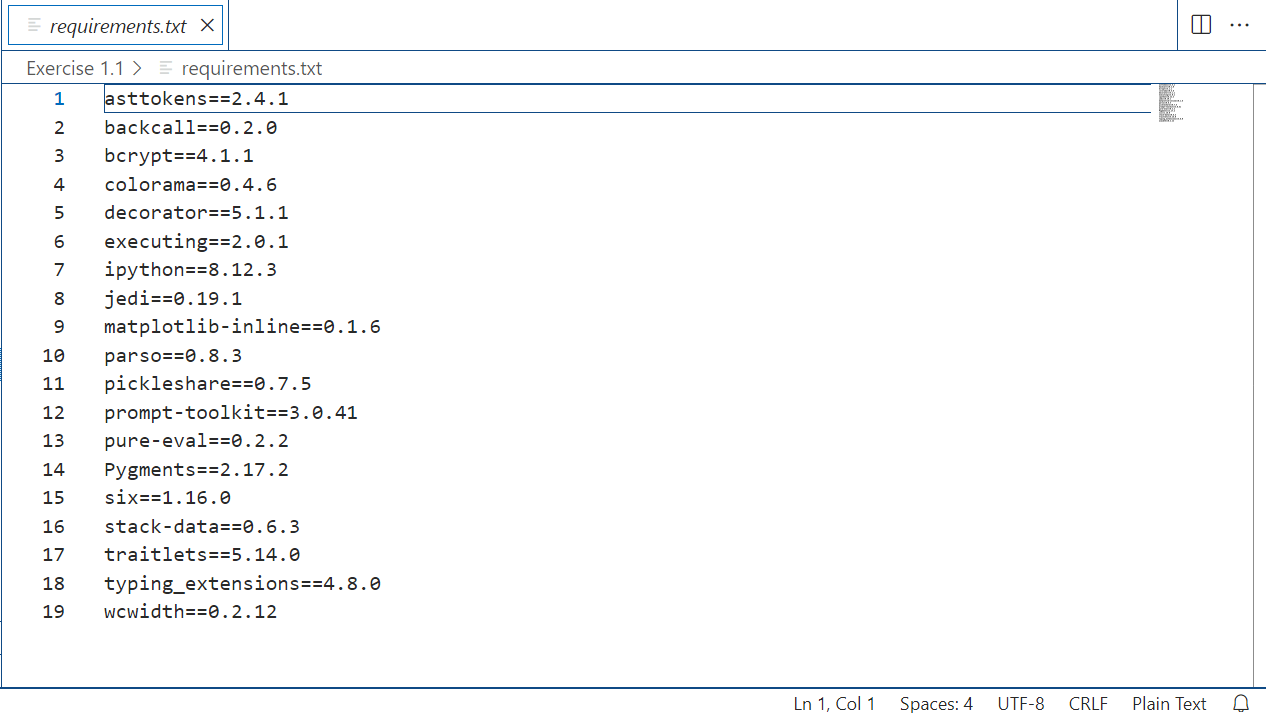 requirements.txt
Exercise 1.1 > requirements.txt
1 asttokens==2.4.1
2 backcall==0.2.0
3 bcrypt==4.1.1
4 colorama==0.4.6
5 decorator==5.1.1
6 executing==2.0.1
7 ipython==8.12.3
8 jedi==0.19.1
9 matplotlib-inline==0.1.6
10 parso==0.8.3
11 pickleshare==0.7.5
12 prompt-toolkit==3.0.41
13 pure-eval==0.2.2
14 Pygments==2.17.2
15 six==1.16.0
16 stack-data==0.6.3
17 traitlets==5.14.0
18 typing_extensions==4.8.0
19 wcwidth==0.2.12
Ln 1, Col 1 Spaces: 4 UTF-8 CRLF Plain Text